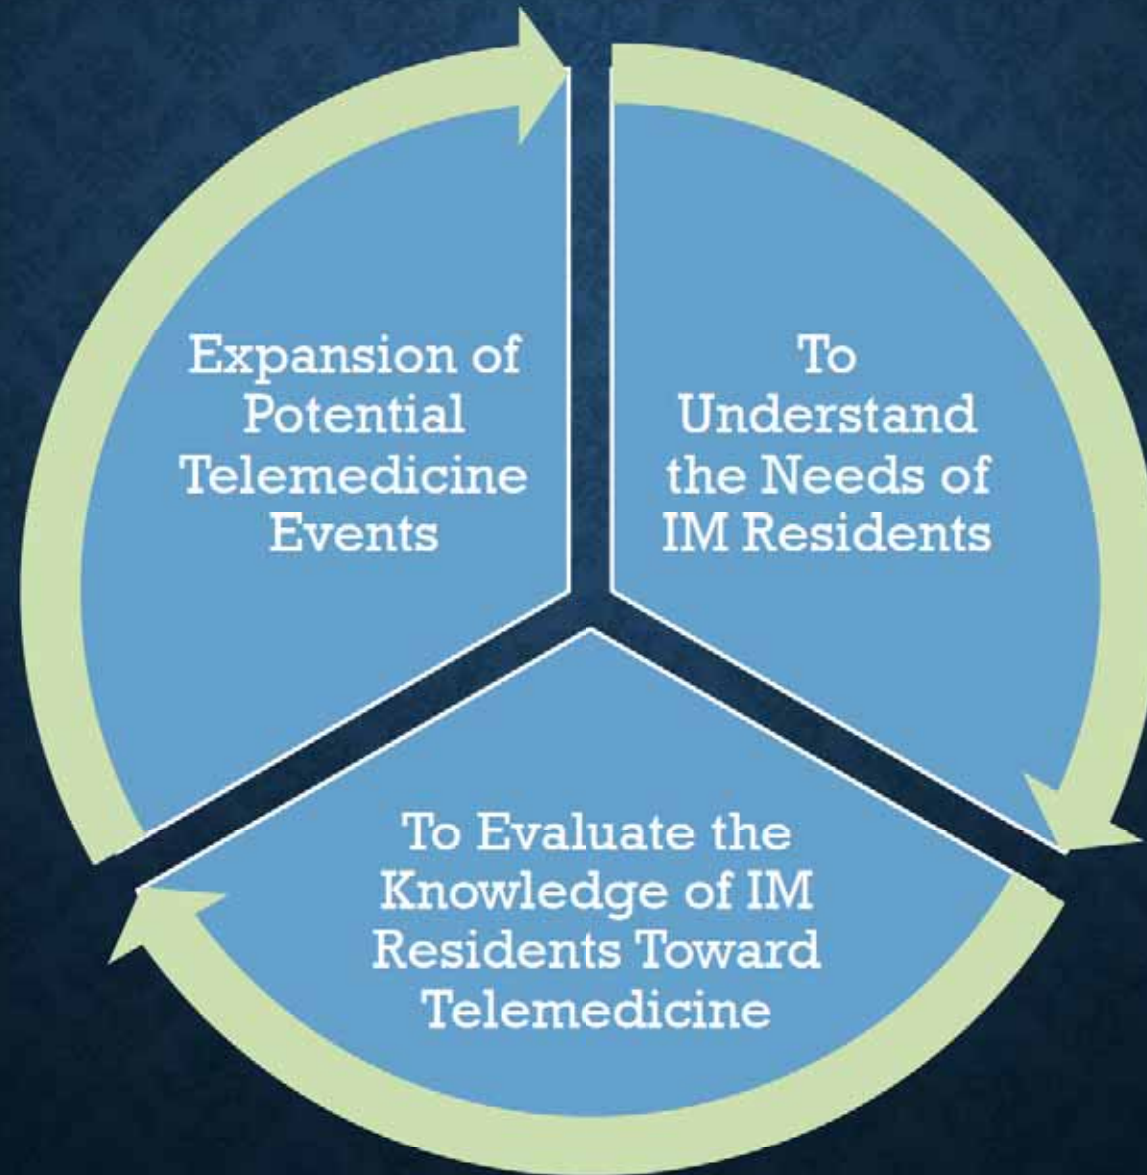 Expansion of
Potential
Telemedicine
Events
To
Understand
the Needs of
IM Residents
To Evaluate the
Knowledge of IM
Residents Toward
Telemedicine